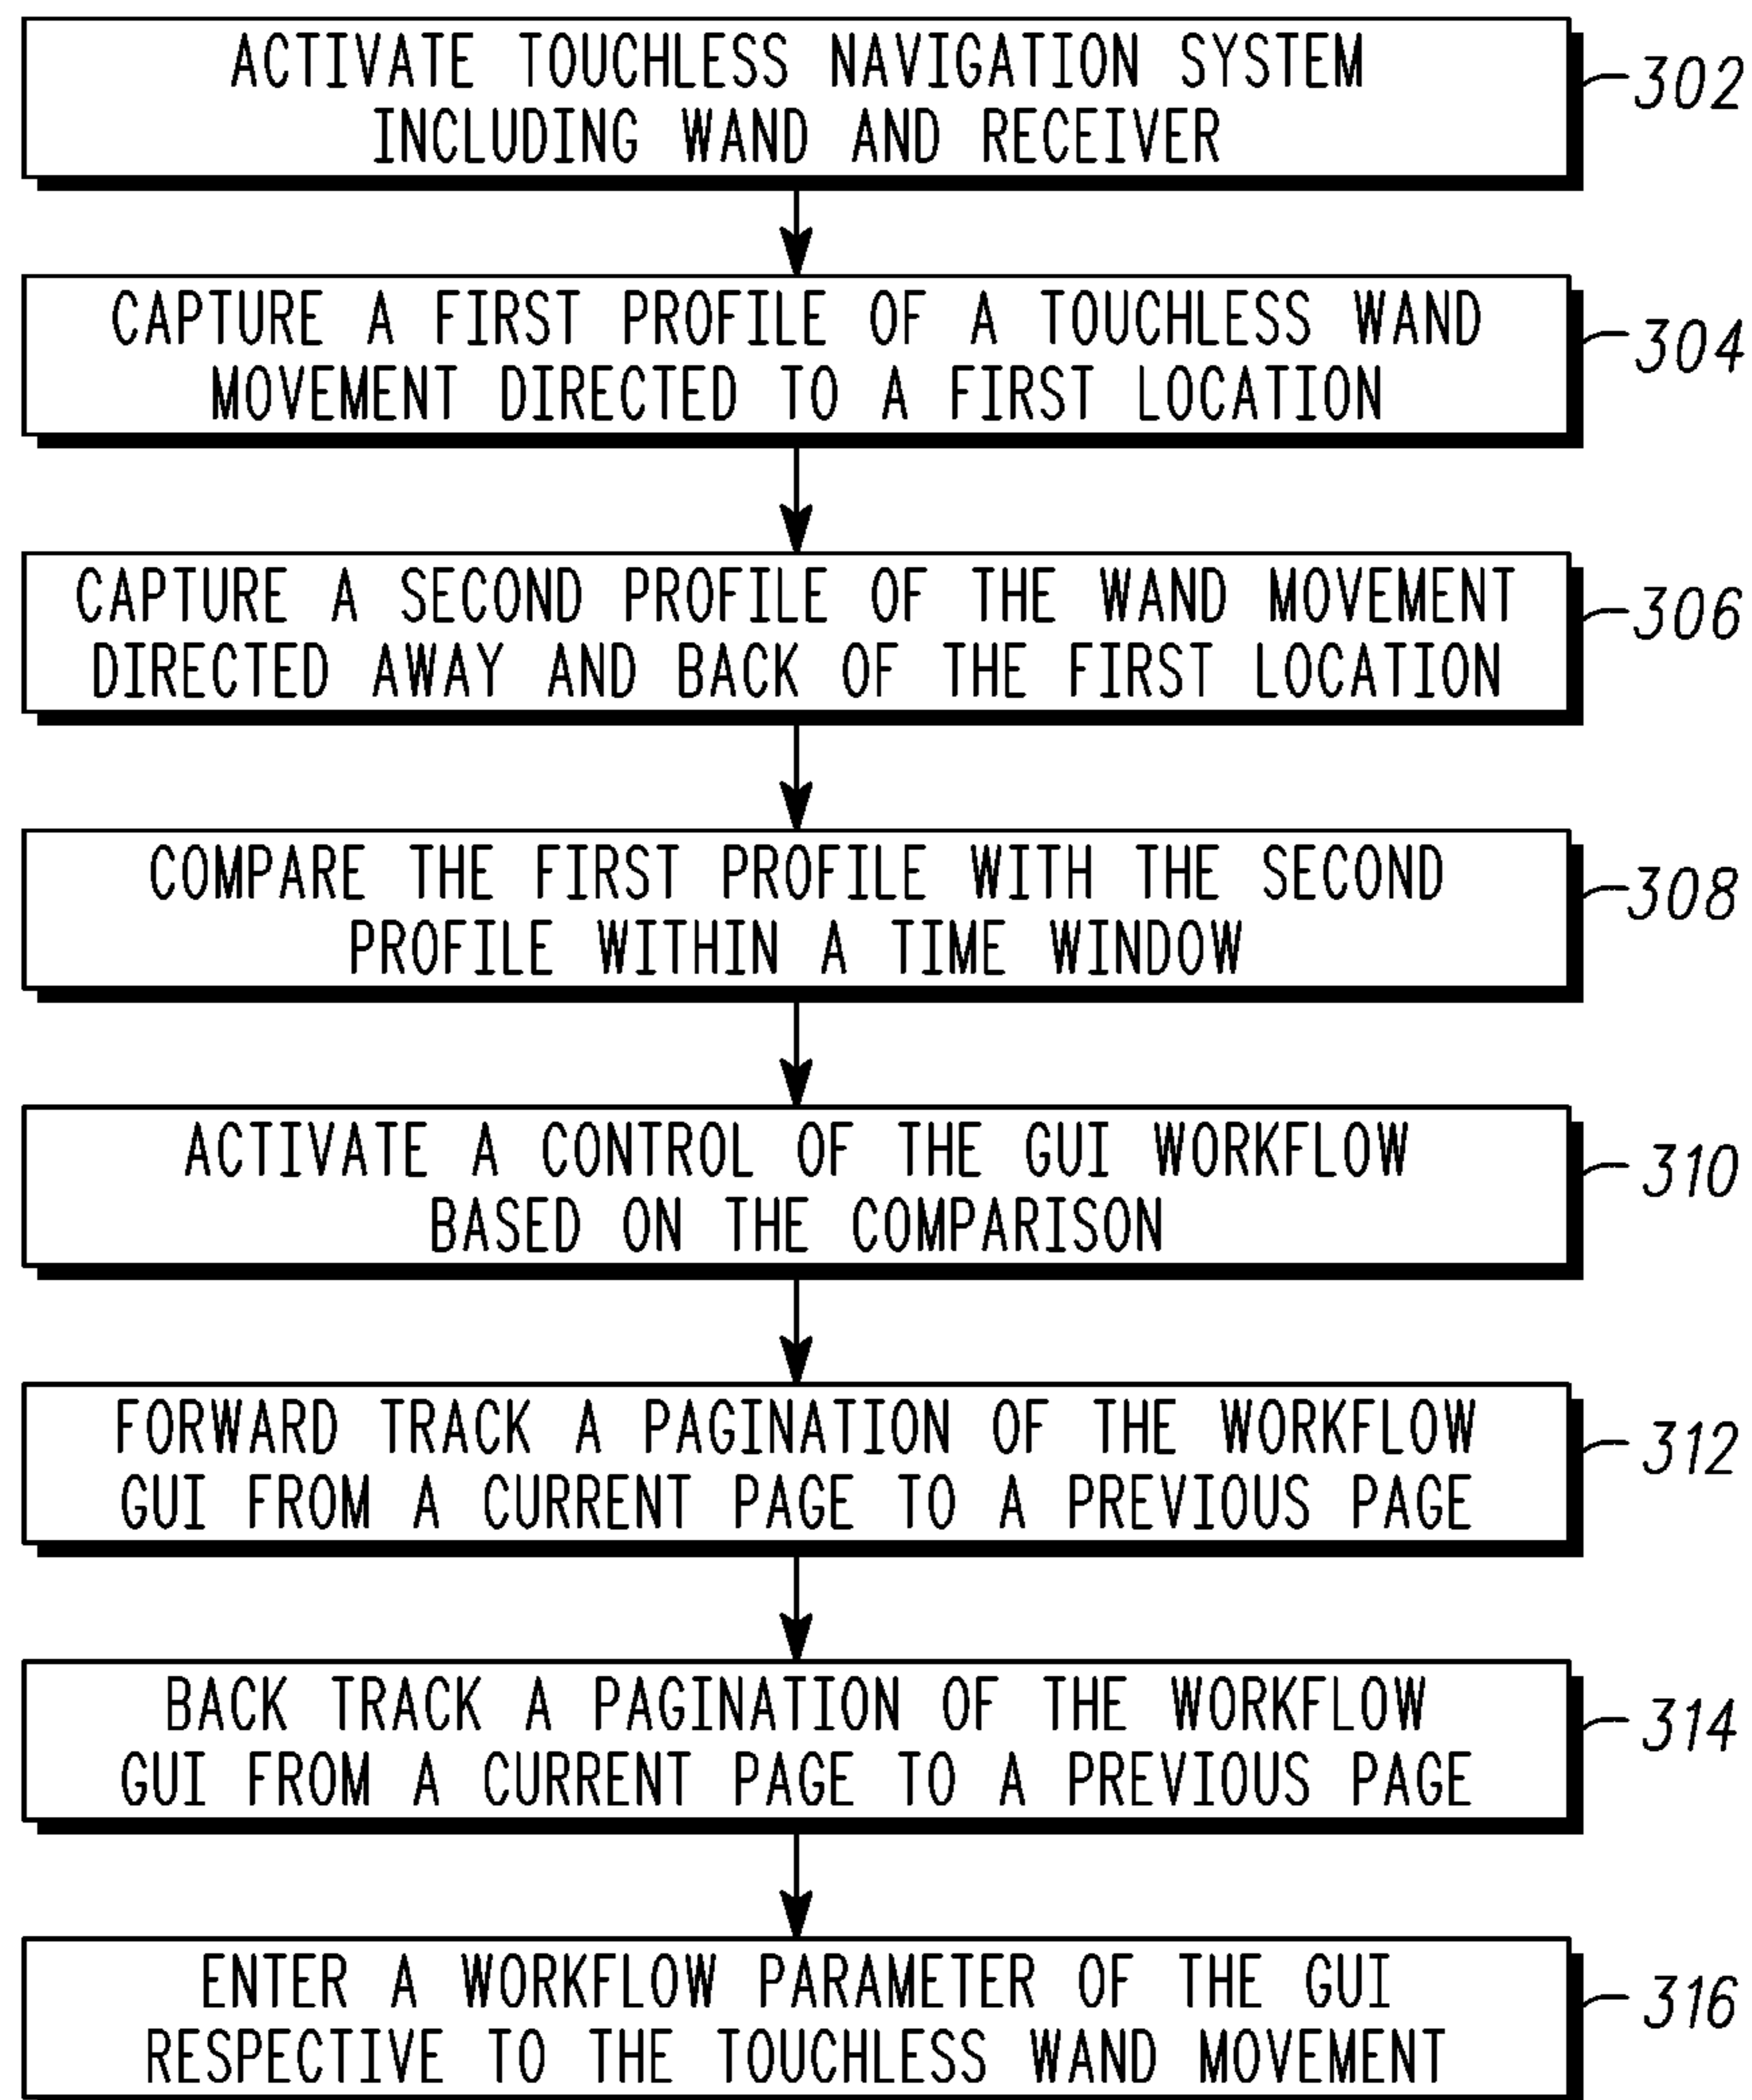 ACTIVATE TOUCHLESS NAVIGATION SYSTEM
INCLUDING WAND AND RECEIVER
302
CAPTURE A FIRST PROFILE OF A TOUCHLESS WAND
MOVEMENT DIRECTED TO A FIRST LOCATION
304
CAPTURE A SECOND PROFILE OF THE WAND MOVEMENT
DIRECTED AWAY AND BACK OF THE FIRST LOCATION
306
COMPARE THE FIRST PROFILE WITH THE SECOND
PROFILE WITHIN A TIME WINDOW
308
ACTIVATE A CONTROL OF THE GUI WORKFLOW
BASED ON THE COMPARISON
310
FORWARD TRACK A PAGINATION OF THE WORKFLOW
GUI FROM A CURRENT PAGE TO A PREVIOUS PAGE
312
BACK TRACK A PAGINATION OF THE WORKFLOW
GUI FROM A CURRENT PAGE TO A PREVIOUS PAGE
314
ENTER A WORKFLOW PARAMETER OF THE GUI
RESPECTIVE TO THE TOUCHLESS WAND MOVEMENT
316